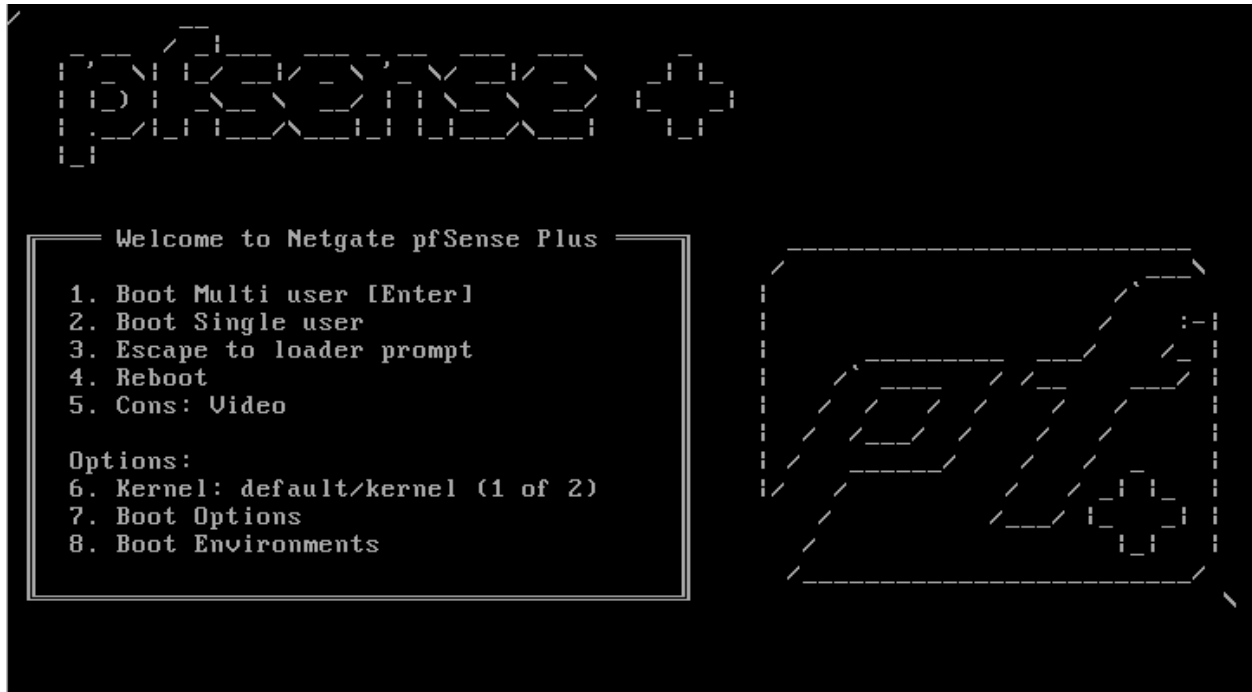 pfsense +
Welcome to Netgate pfSense Plus
1. Boot Multi user [Enter]
2. Boot Single user
3. Escape to loader prompt
4. Reboot
5. Cons: Video
Options:
6. Kernel: default/kernel (1 of 2)
7. Boot Options
8. Boot Environments
pf +